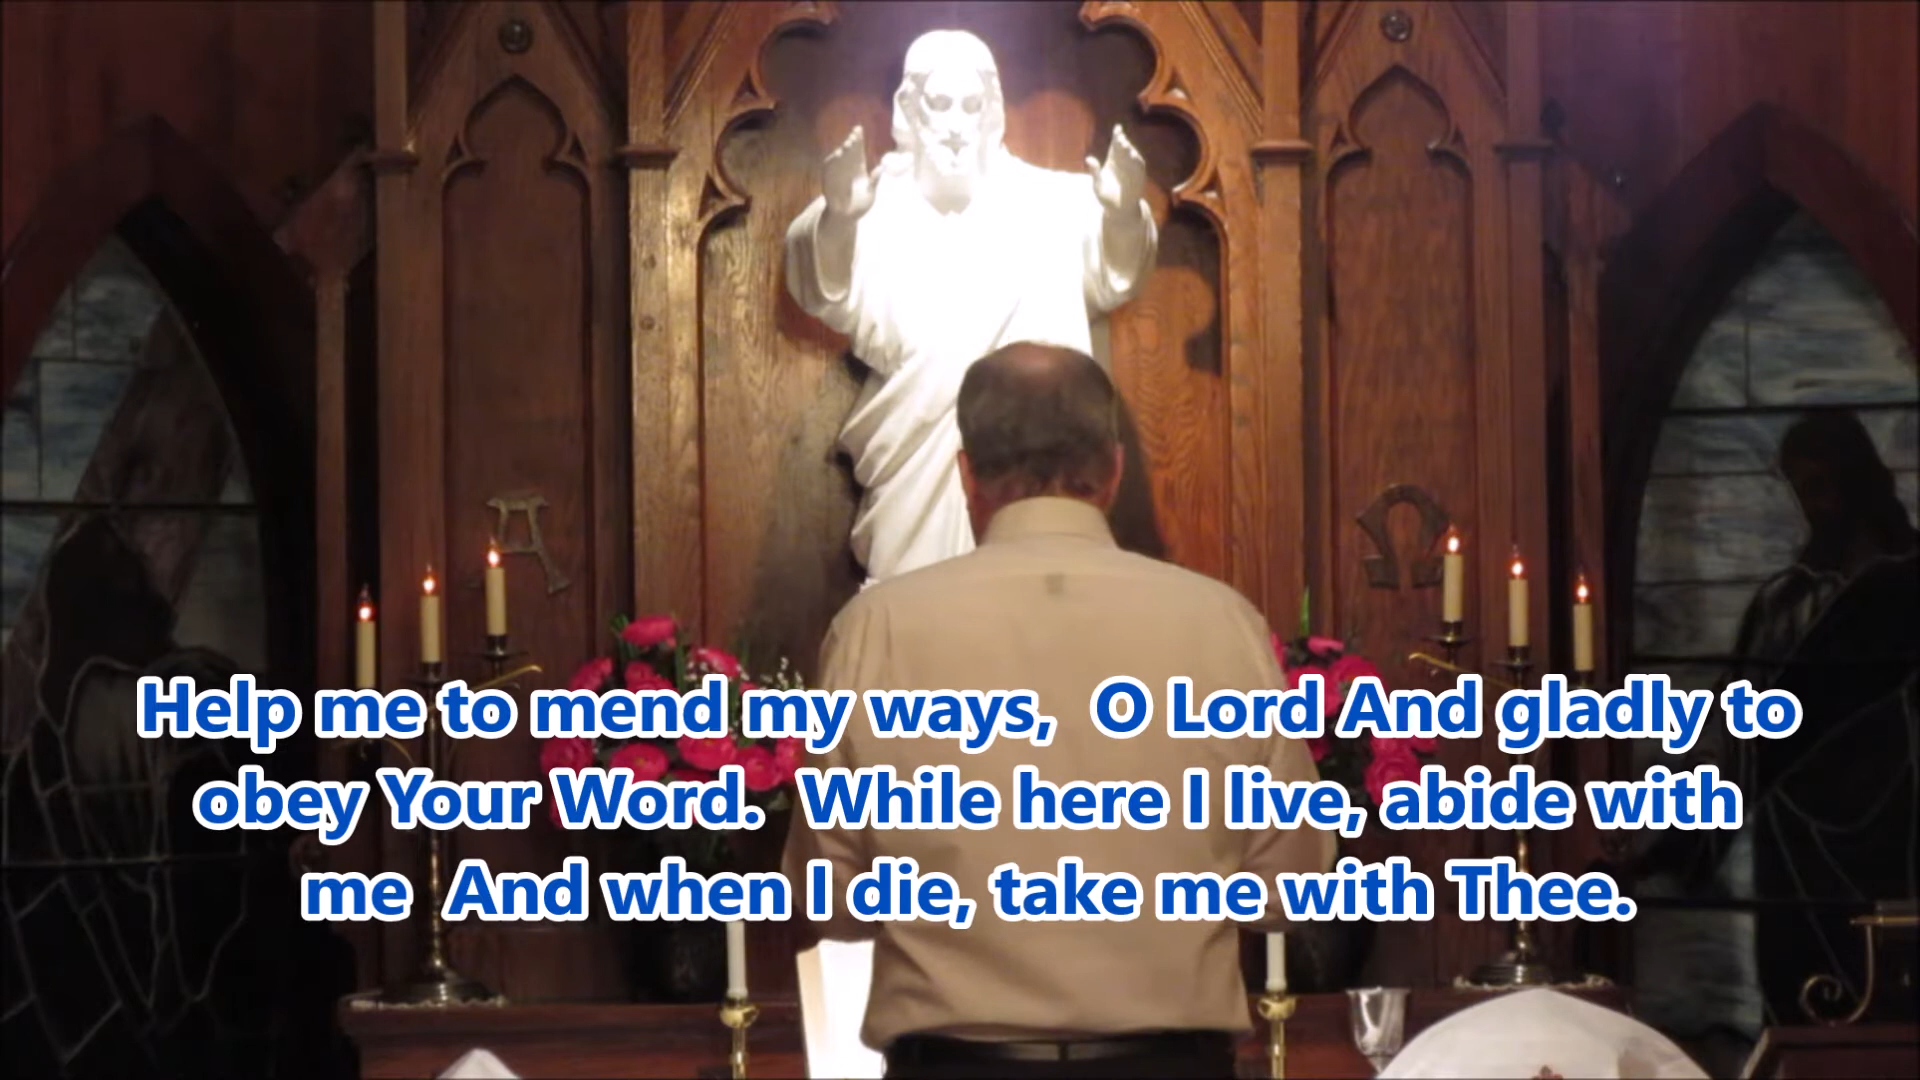 Help me to mend my ways,  O Lord And gladly to
obey Your Word.  While here I live, abide with
me  And when I die, take me with Thee.
Α Ω